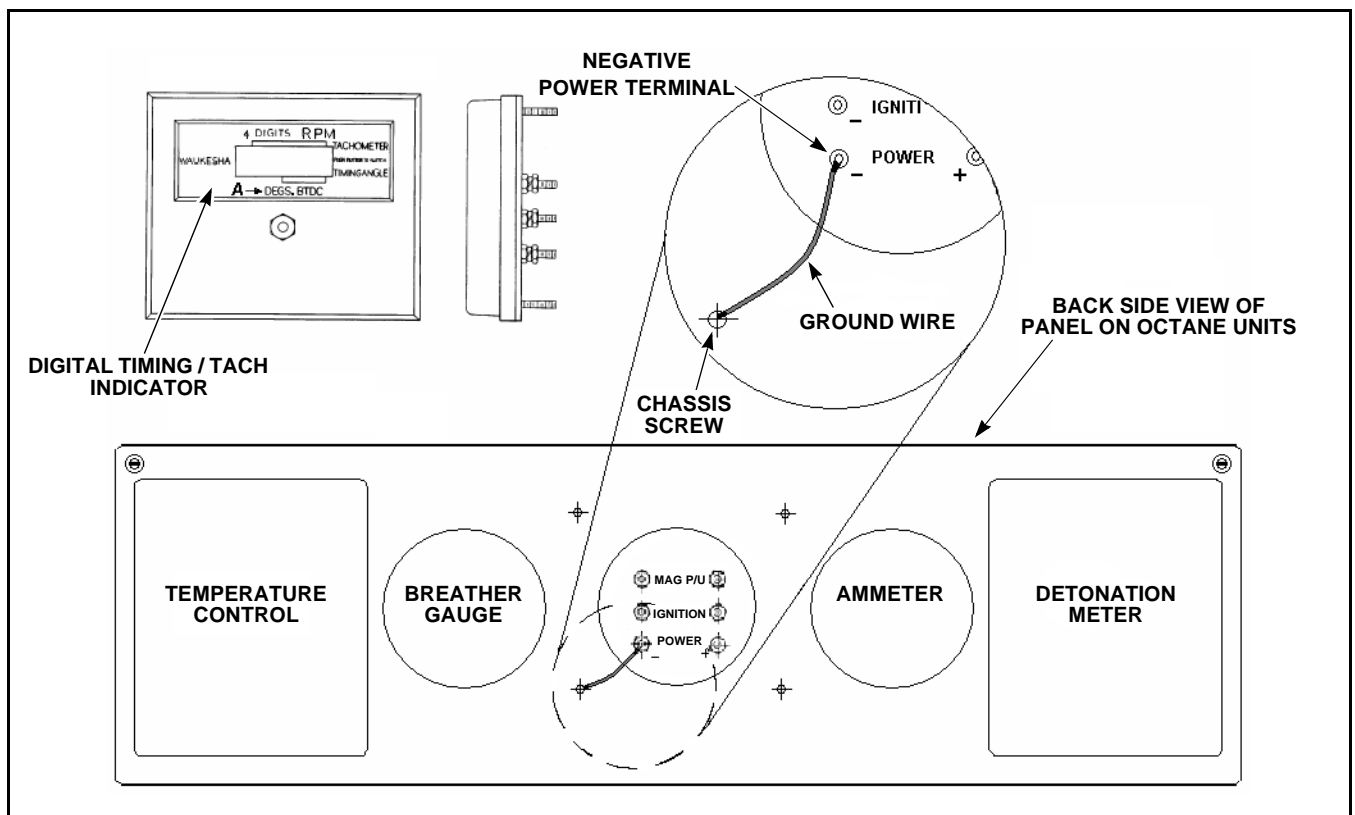 NEGATIVE
POWER TERMINAL
IGNITI
-
POWER
- +
4 DIGITS RPM
WAUKESHA
TACHOMETER
TIMING ANGLE
A DEGS. BTDC
GROUND WIRE
BACK SIDE VIEW OF
PANEL ON OCTANE UNITS
DIGITAL TIMING / TACH
INDICATOR
CHASSIS
SCREW
TEMPERATURE
CONTROL
BREATHER
GAUGE
MAG P/U
IGNITION
POWER
- +
AMMETER
DETONATION
METER